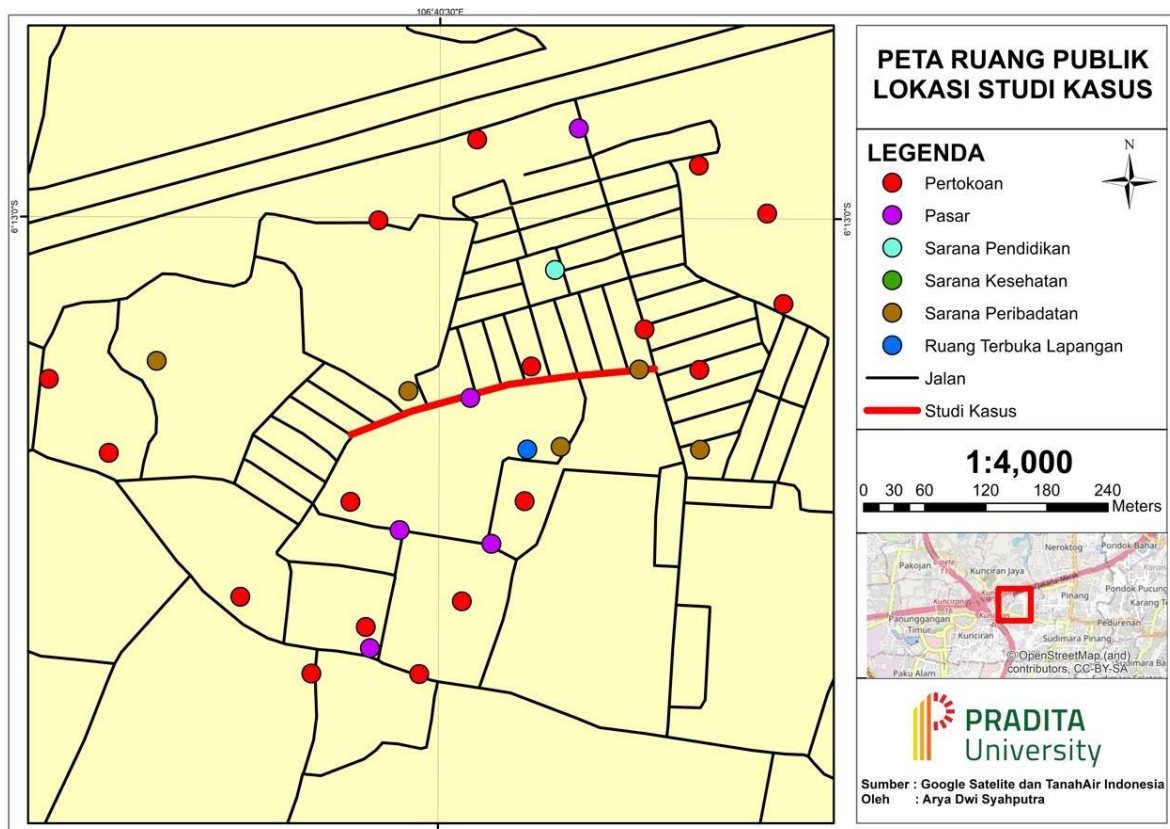 106°40'30"E
6°13'0"S
6°13'0"S
PETA RUANG PUBLIK
LOKASI STUDI KASUS
LEGENDA
N
Pertokoan
Pasar
Sarana Pendidikan
Sarana Kesehatan
Sarana Peribadatan
Ruang Terbuka Lapangan
Jalan
Studi Kasus
1:4,000
0 30 60 120 180 240
Meters
Neroktog
Pondok Bahar
Pakojan
Kunciran Jaya
Pinang
Pondok Pucung
Karang Te
Panunggangan
Timur
Kunciran
Pedurenan
Sudimara Pinang
Paku Alam
© OpenStreetMap (and)
contributors, CC-BY-SA
PRADITA
University
Sumber : Google Satelite dan TanahAir Indonesia
Oleh : Arya Dwi Syahputra